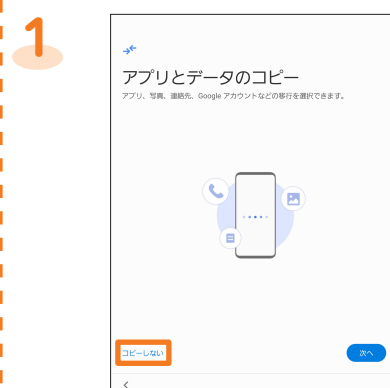 1
アプリとデータのコピー
アプリ、写真、連絡先、Google アカウントなどの移行を選択できます。
コピーしない
次へ